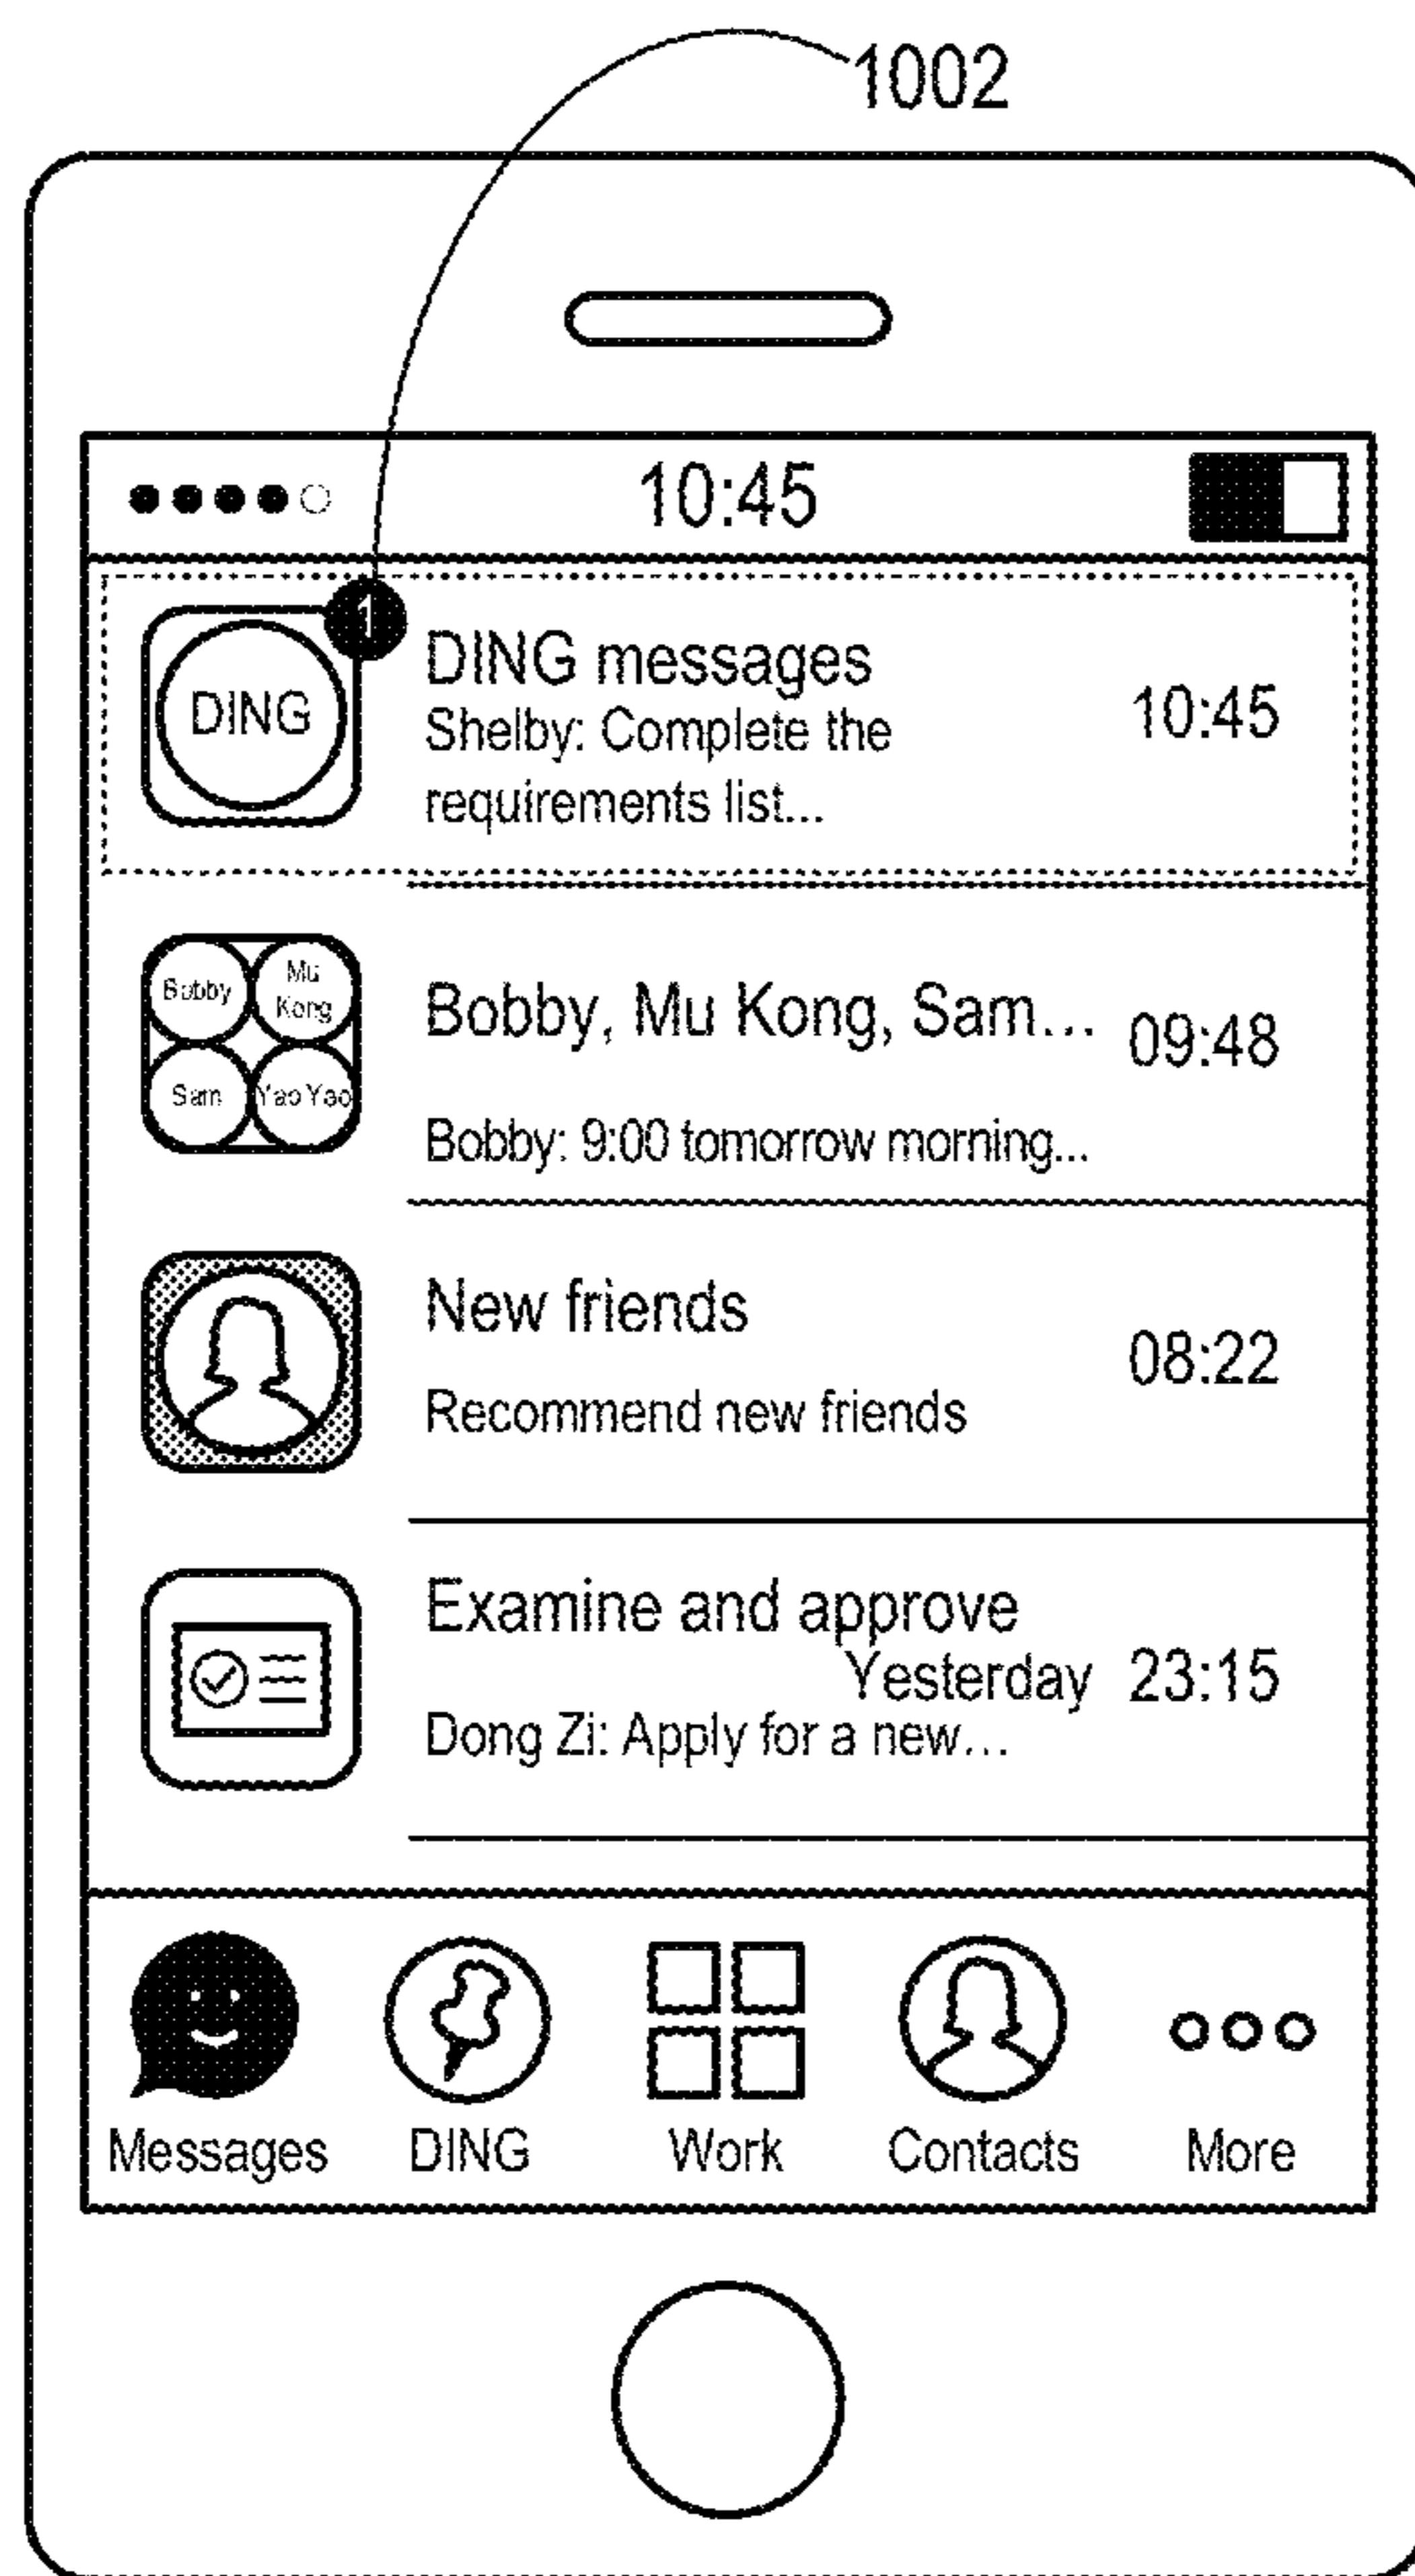 1002
10:45
1
DING
DING messages
Shelby: Complete the
requirements list...
10:45
Bobby
Mu
Kong
Sam
Yao Yao
Bobby, Mu Kong, Sam...
09:48
Bobby: 9:00 tomorrow morning...
New friends
08:22
Recommend new friends
Examine and approve
Yesterday 23:15
Dong Zi: Apply for a new...
Messages
DING
Work
Contacts
More